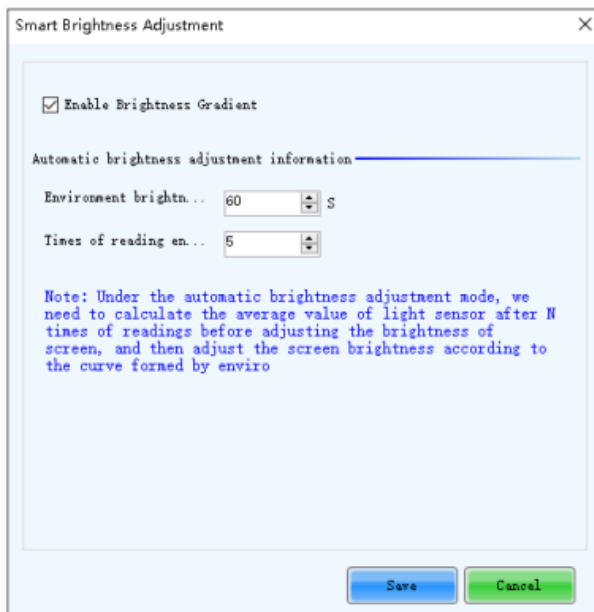 Smart Brightness Adjustment
Enable Brightness Gradient
Automatic brightness adjustment information
Environment brightn... 60 S
Times of reading en... 5
Note: Under the automatic brightness adjustment mode, we
need to calculate the average value of light sensor after N
times of readings before adjusting the brightness of
screen, and then adjust the screen brightness according to
the curve formed by enviro
Save Cancel